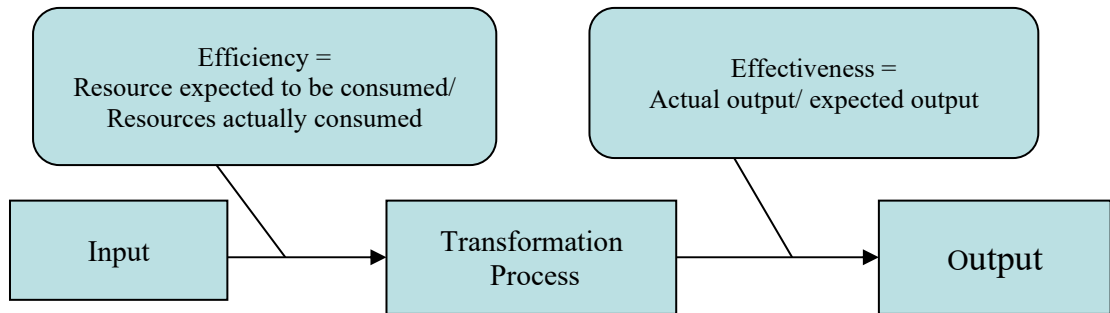 Efficiency =
Resource expected to be consumed/
Resources actually consumed
Effectiveness =
Actual output/ expected output
Input
Transformation
Process
Output